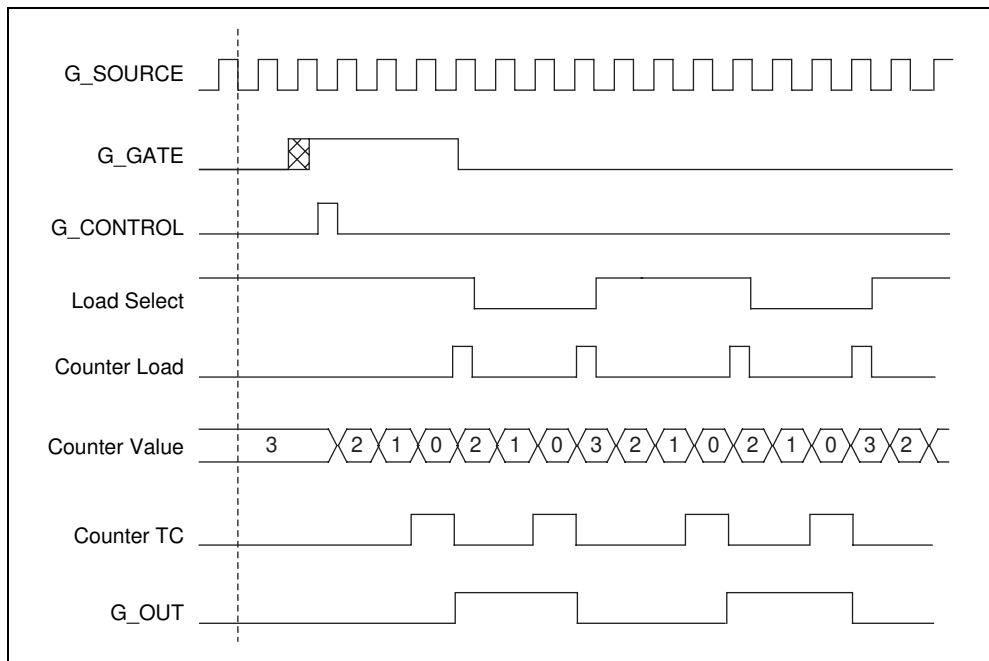 G_SOURCE
G_GATE
G_CONTROL
Load Select
Counter Load
Counter Value 3 2 1 0 2 1 0 3 2 1 0 2 1 0 3 2
Counter TC
G_OUT